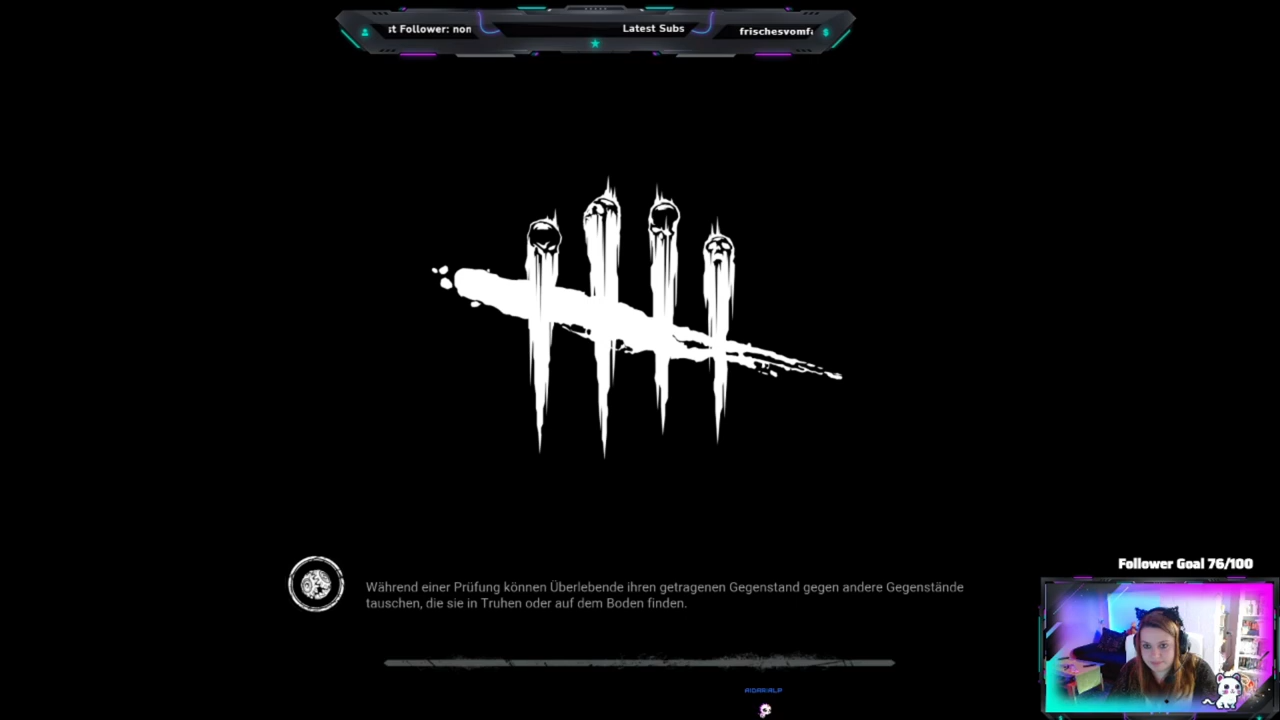 st Follower: non
Latest Subs
frischesvomfa
Während einer Prüfung können Überlebende ihren getragenen Gegenstand gegen andere Gegenstände
tauschen, die sie in Truhen oder auf dem Boden finden.
Follower Goal 76/100